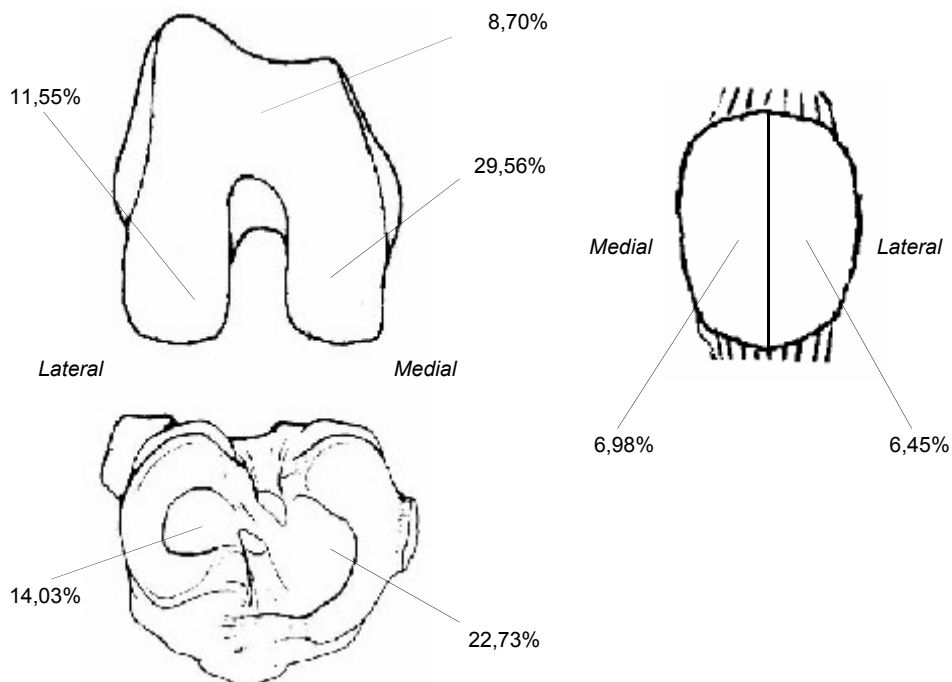 8,70%
11,55%
29,56%
Lateral
Medial
14,03%
22,73%
Medial
Lateral
6,98%
6,45%